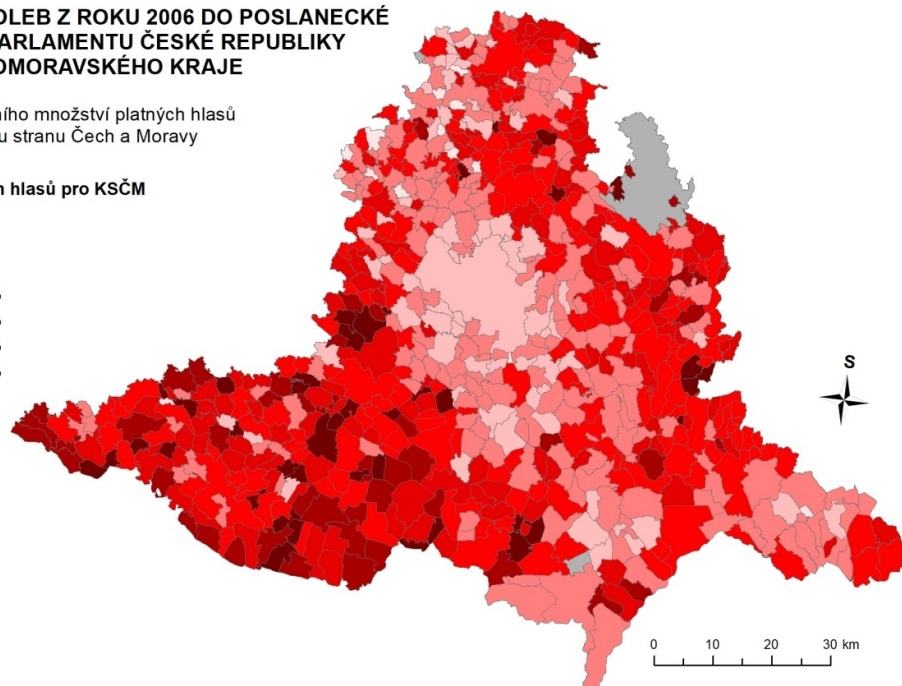 OLEB Z ROKU 2006 DO POSLANECKÉ
ARLAMENTU ČESKÉ REPUBLIKY
OMORAVSKÉHO KRAJE
ního množství platných hlasů
u stranu Čech a Moravy
h hlasů pro KSČM
S
0 10 20 30 km